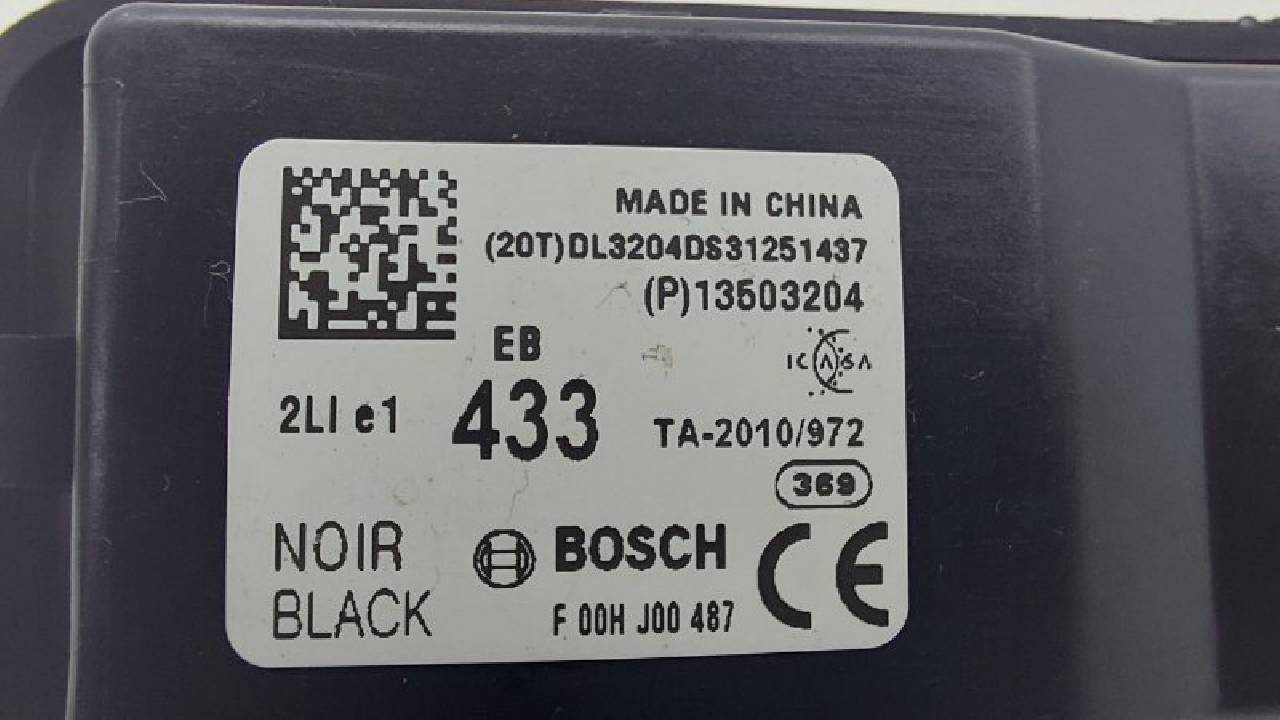 MADE IN CHINA
(20T)DL3204DS31251437
(P)13503204
EB
ICASA
2LI e1
433
TA-2010/972
369
NOIR
BLACK
BOSCH
F 00H J00 487
CE